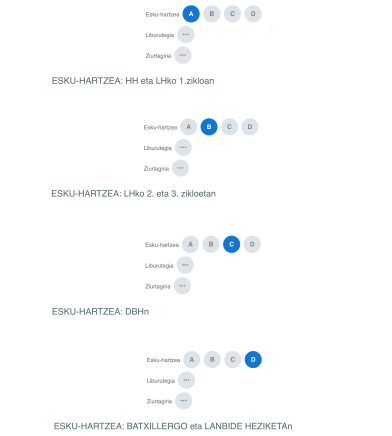 Esku-hartzea A B C D
Liburutegia ...
Ziurtagiria ...
ESKU-HARTZEA: HH eta LHko 1.zikloan
Esku-hartzea A B C D
Liburutegia ...
Ziurtagiria ...
ESKU-HARTZEA: LHko 2. eta 3. zikloetan
Esku-hartzea A B C D
Liburutegia ...
Ziurtagiria ...
ESKU-HARTZEA: DBHn
Esku-hartzea A B C D
Liburutegia ...
Ziurtagiria ...
ESKU-HARTZEA: BATXILLERGO eta LANBIDE HEZIKETAn